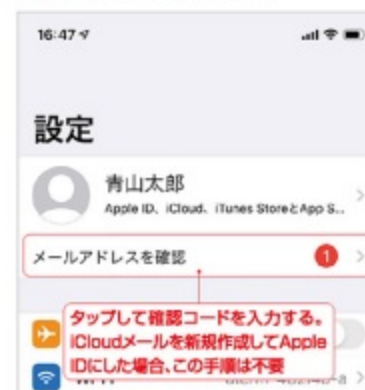 16:47
設定
青山太郎
Apple ID、iCloud、iTunes StoreとApp S...
メールアドレスを確認 1
タップして確認コードを入力する。
iCloudメールを新規作成してApple
IDにした場合、この手順は不要